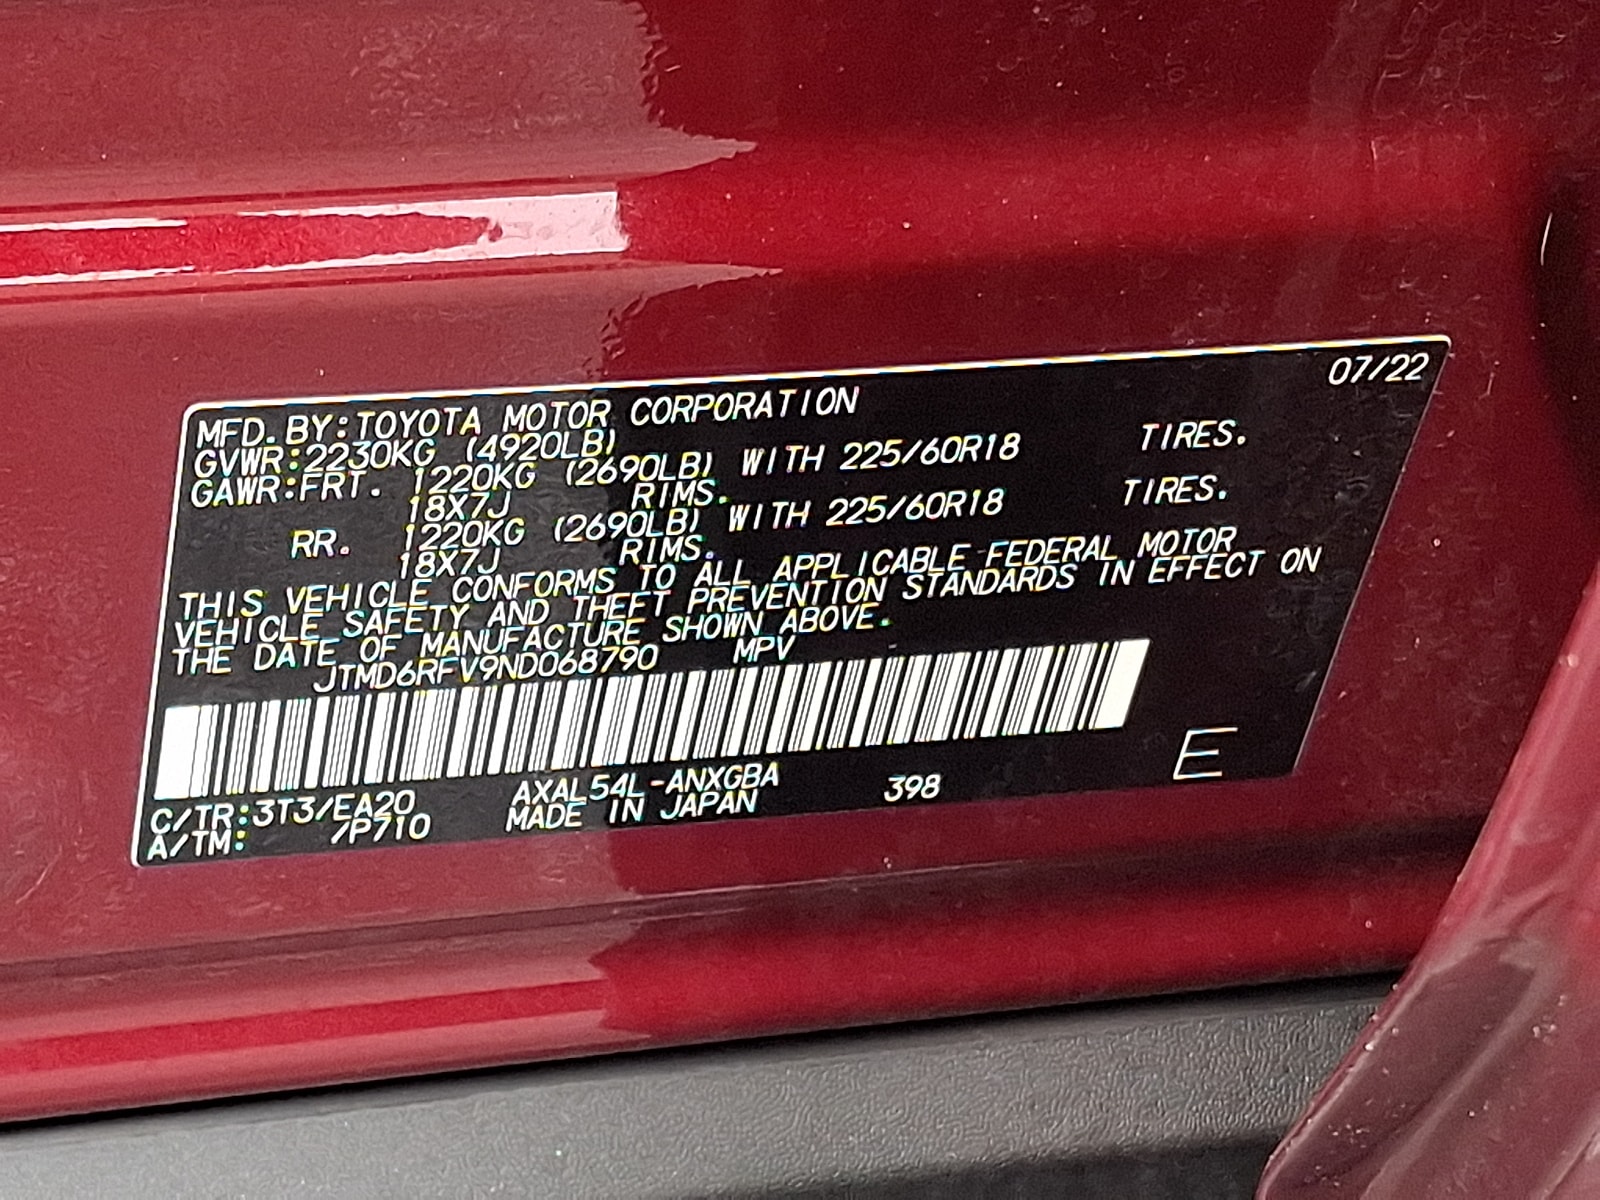 07/22
MFD. BY: TOYOTA MOTOR CORPORATION
GVWR: 2230KG (4920LB)
GAWR: FRT. 1220KG (2690LB) WITH 225/60R18 TIRES.
18X7J RIMS.
RR. 1220KG (2690LB) WITH 225/60R18 TIRES.
18X7J RIMS.
THIS VEHICLE CONFORMS TO ALL APPLICABLE FEDERAL MOTOR
VEHICLE SAFETY AND THEFT PREVENTION STANDARDS IN EFFECT ON
THE DATE OF MANUFACTURE SHOWN ABOVE.
JTMD6RFV9ND068790 MPV
C/TR: 3T3/EA20 AXAL54L-ANXGBA 398 E
A/TM: /P710 MADE IN JAPAN